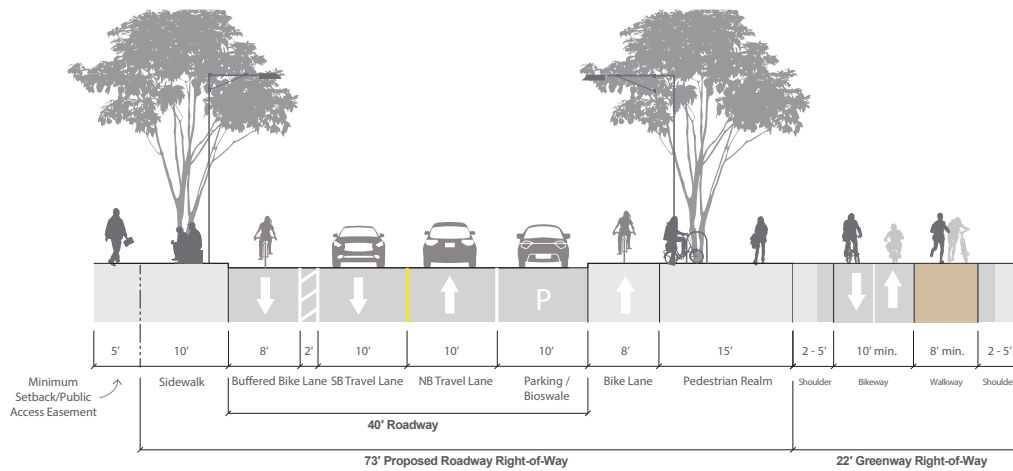 P
5’
10’
8’
2’
10’
10’
10’
8’
15’
2 - 5’
10’ min.
8’ min.
2 - 5’
Minimum
Setback/Public
Access Easement
Sidewalk
Buffered Bike Lane
SB Travel Lane
NB Travel Lane
Parking /
Bioswale
Bike Lane
Pedestrian Realm
Shoulder
Bikeway
Walkway
Shoulde
40’ Roadway
73’ Proposed Roadway Right-of-Way
22’ Greenway Right-of-Way